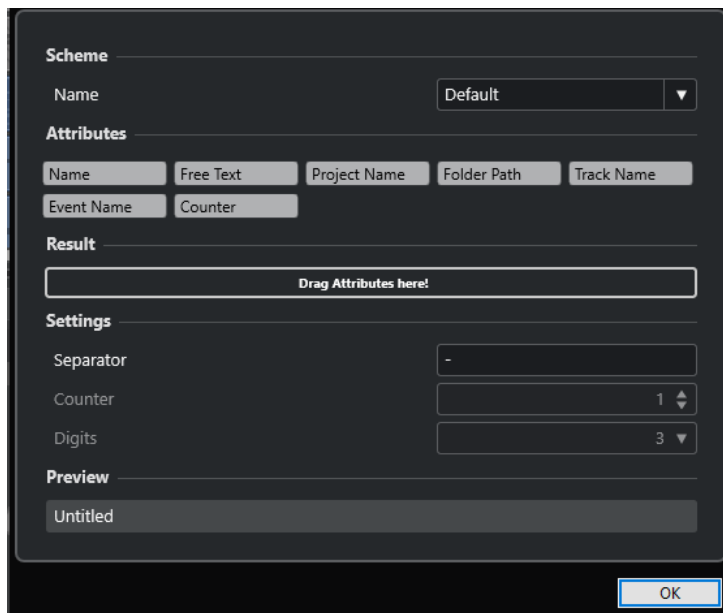 Scheme
Name Default
Attributes
Name Free Text Project Name Folder Path Track Name
Event Name Counter
Result
Drag Attributes here!
Settings
Separator -
Counter 1
Digits 3
Preview
Untitled
OK